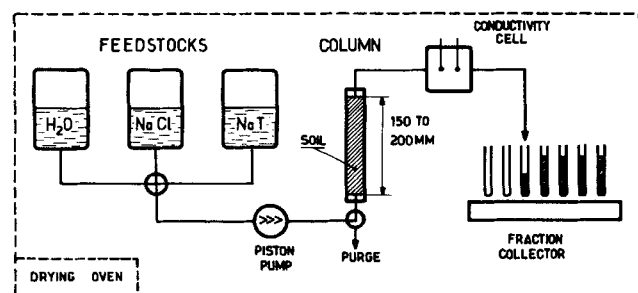 FEEDSTOCKS
COLUMN
CONDUCTIVITY
CELL
H₂O
NaCl
NaT
SOIL
150 TO
200MM
PISTON
PUMP
PURGE
FRACTION
COLLECTOR
DRYING OVEN